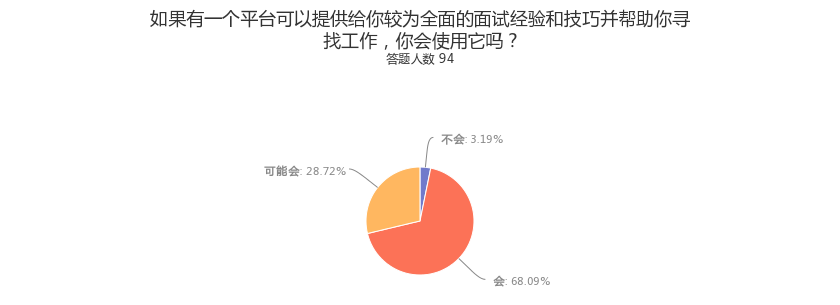 如果有一个平台可以提供给你较为全面的面试经验和技巧并帮助你寻
找工作，你会使用它吗？
答题人数 94
不会: 3.19%
可能会: 28.72%
会: 68.09%